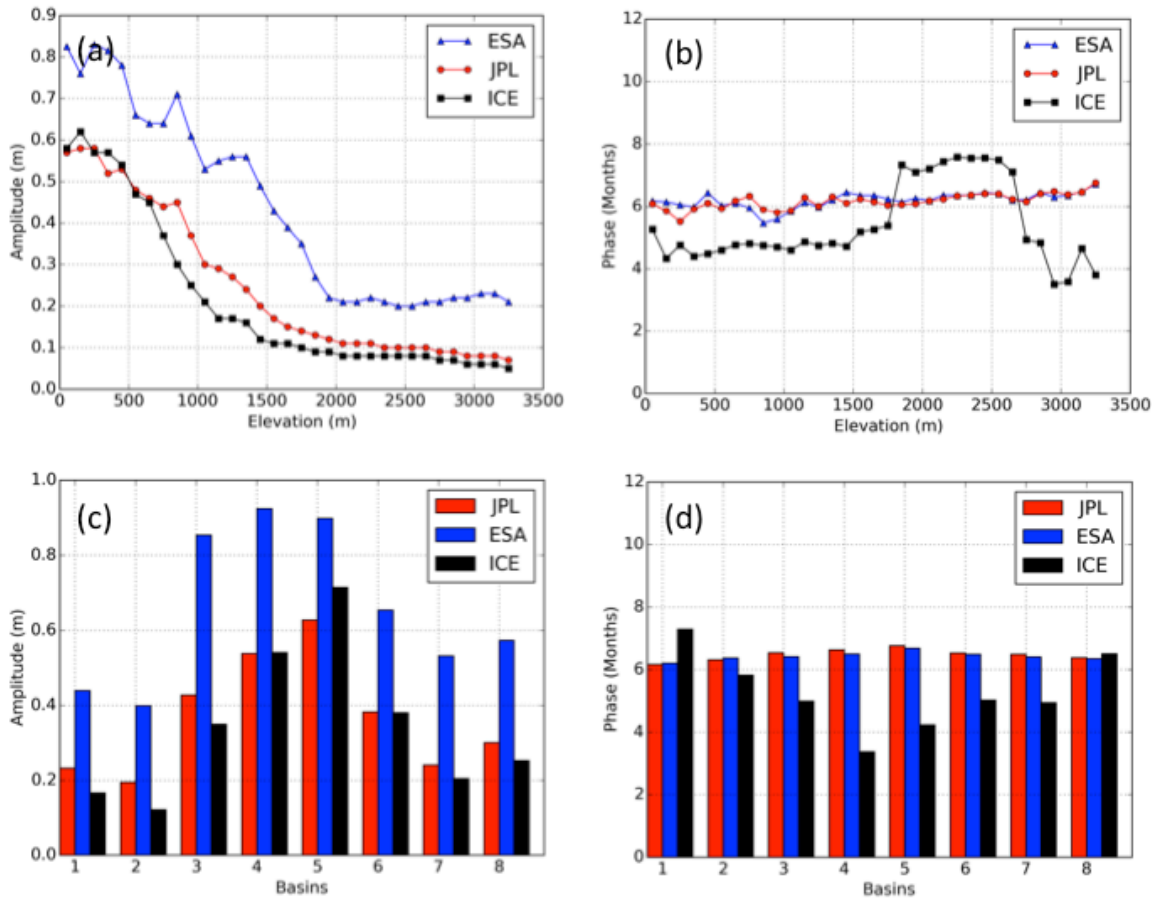 (a)
ESA
JPL
ICE
Amplitude (m)
0.9
0.8
0.7
0.6
0.5
0.4
0.3
0.2
0.1
0.0
0 500 1000 1500 2000 2500 3000 3500
Elevation (m)
(b)
ESA
JPL
ICE
Phase (Months)
12
10
8
6
4
2
0
0 500 1000 1500 2000 2500 3000 3500
Elevation (m)
(c)
JPL
ESA
ICE
Amplitude (m)
1.0
0.8
0.6
0.4
0.2
0.0
1 2 3 4 5 6 7 8
Basins
(d)
JPL
ESA
ICE
Phase (Months)
12
10
8
6
4
2
0
1 2 3 4 5 6 7 8
Basins